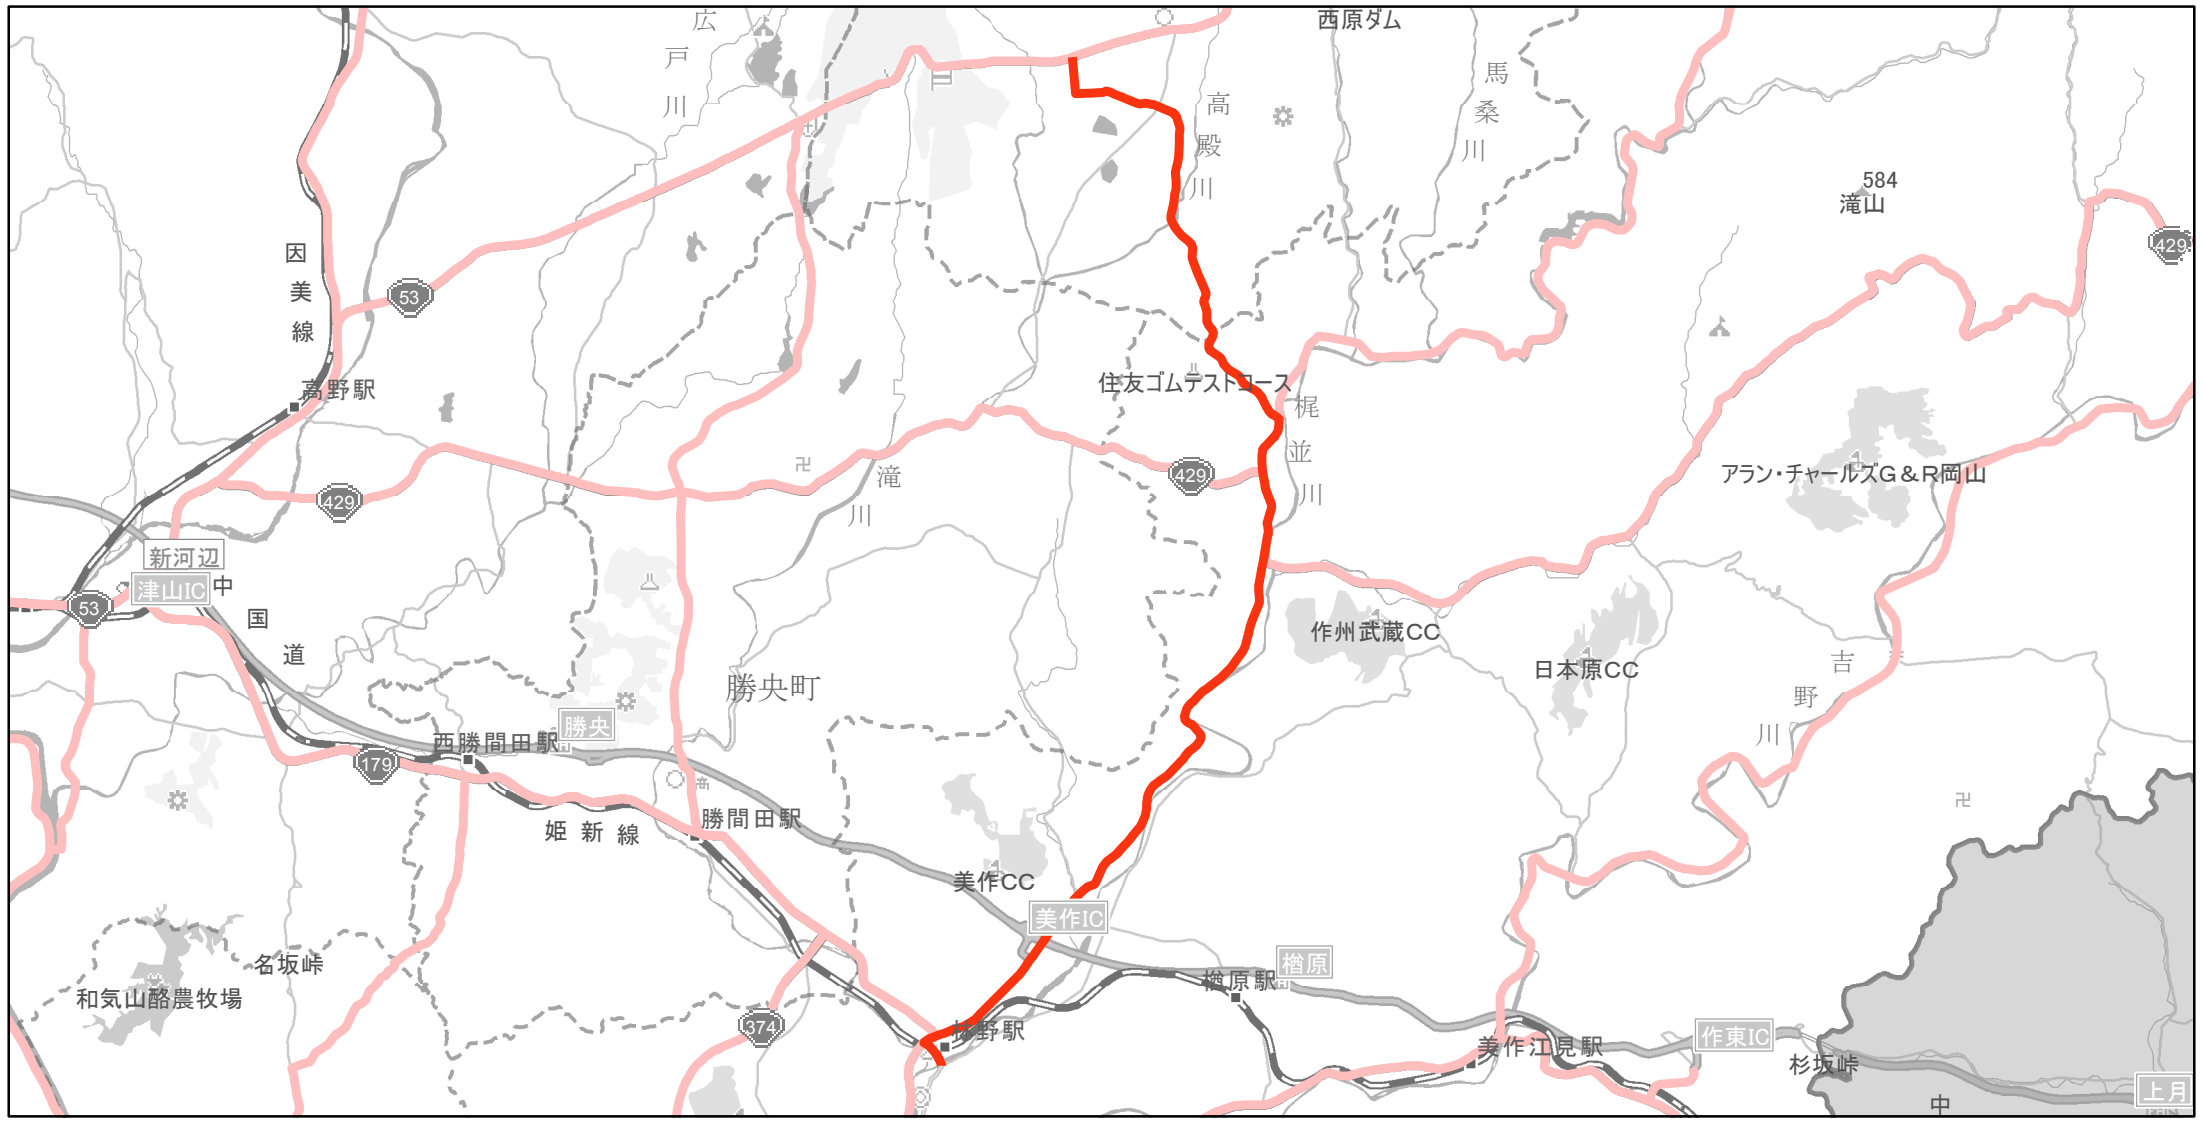 西原ダム
広戸川
馬桑川
高殿川
584
滝山
429
因美線
53
高野駅
住友ゴムテストコース
梶並川
429
429
滝川
アラン・チャールズG&R岡山
新河辺
津山IC
中国道
53
作州武蔵CC
日本原CC
吉野川
勝央町
勝央
西勝間田駅
179
勝間田駅
姫新線
美作CC
美作IC
名坂峠
和気山酪農牧場
楢原
楢原駅
374
林野駅
作東IC
美作江見駅
杉坂峠
上月
中